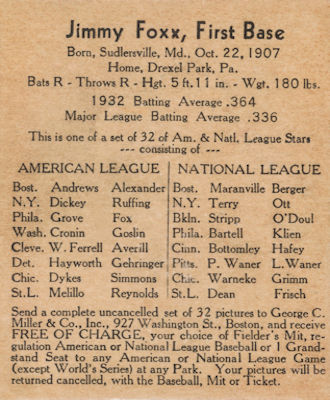 Jimmy Foxx, First Base
Born, Sudlersville, Md., Oct. 22, 1907
Home, Drexel Park, Pa.
Bats R - Throws R - Hgt. 5 ft. 11 in. - Wgt. 180 lbs.
1932 Batting Average .364
Major League Batting Average .336
This is one of a set of 32 of Am. & Natl. League Stars
--- consisting of ---
AMERICAN LEAGUE NATIONAL LEAGUE
Bost. Andrews Alexander Bost. Maranville Berger
N.Y. Dickey Ruffing N.Y. Terry Ott
Phila. Grove Fox Bkln. Stripp O'Doul
Wash. Cronin Goslin Phila. Bartell Klien
Cleve. W. Ferrell Averill Cinn. Bottomley Hafey
Det. Hayworth Gehringer Pitts. P. Waner L. Waner
Chic. Dykes Simmons Chic. Warneke Grimm
St.L. Melillo Reynolds St.L. Dean Frisch
Send a complete uncancelled set of 32 pictures to George C.
Miller & Co., Inc., 927 Washington St., Boston, and receive
FREE OF CHARGE, your choice of Fielder's Mit, re-
gulation American or National League Baseball or 1 Grand-
stand Seat to any American or National League Game
(except World's Series) at any Park. Your pictures will be
returned cancelled, with the Baseball, Mit or Ticket.